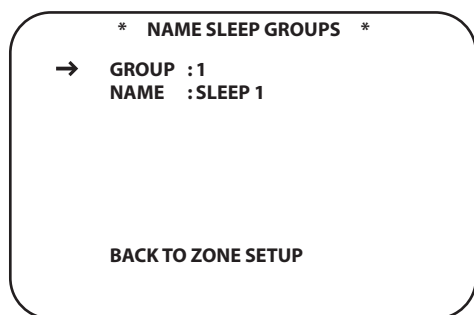 * NAME SLEEP GROUPS *
→ GROUP : 1
NAME : SLEEP 1
BACK TO ZONE SETUP